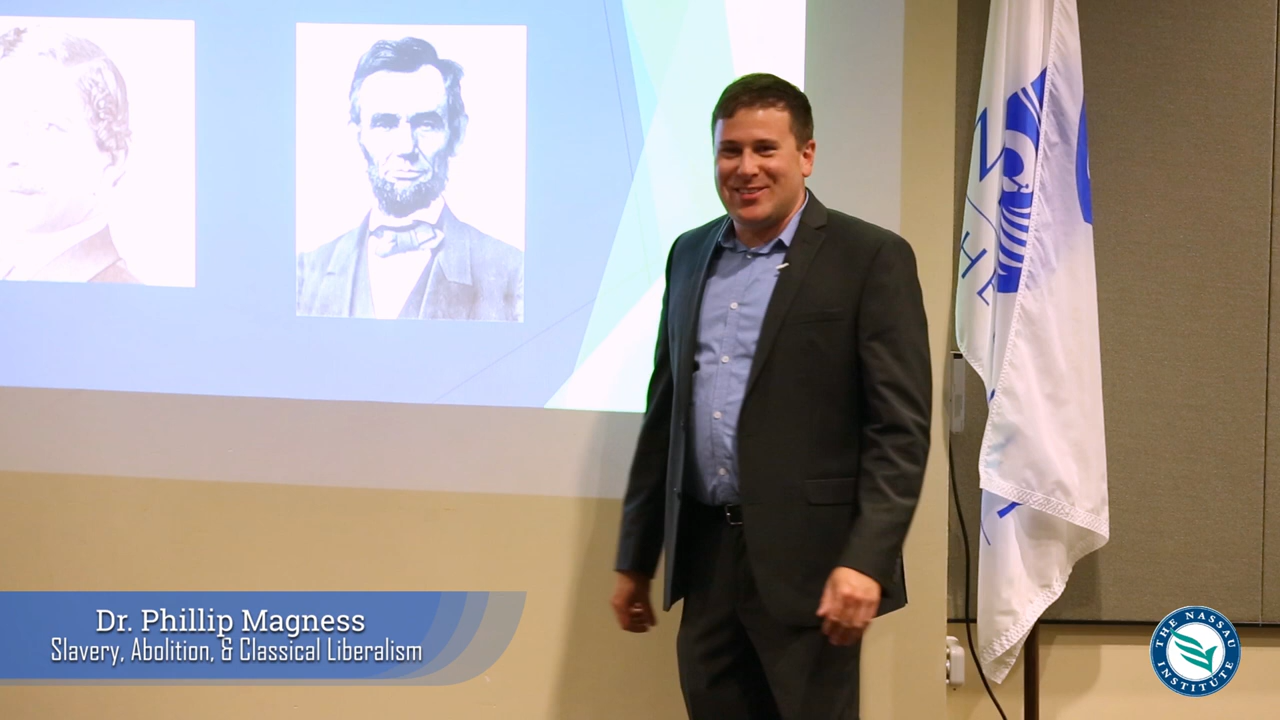 Dr. Phillip Magness
Slavery, Abolition, & Classical Liberalism
THE NASSAU
INSTITUTE